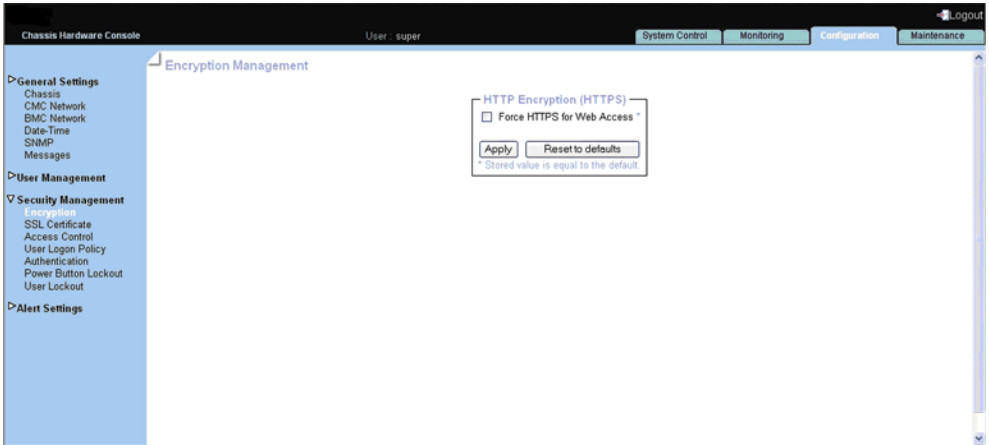 Logout
Chassis Hardware Console
User : super
System Control
Monitoring
Configuration
Maintenance
General Settings
Chassis
CMC Network
BMC Network
Date-Time
SNMP
Messages
User Management
Security Management
Encryption
SSL Certificate
Access Control
User Logon Policy
Authentication
Power Button Lockout
User Lockout
Alert Settings
Encryption Management
HTTP Encryption (HTTPS)
Force HTTPS for Web Access *
Apply
Reset to defaults
* Stored value is equal to the default.